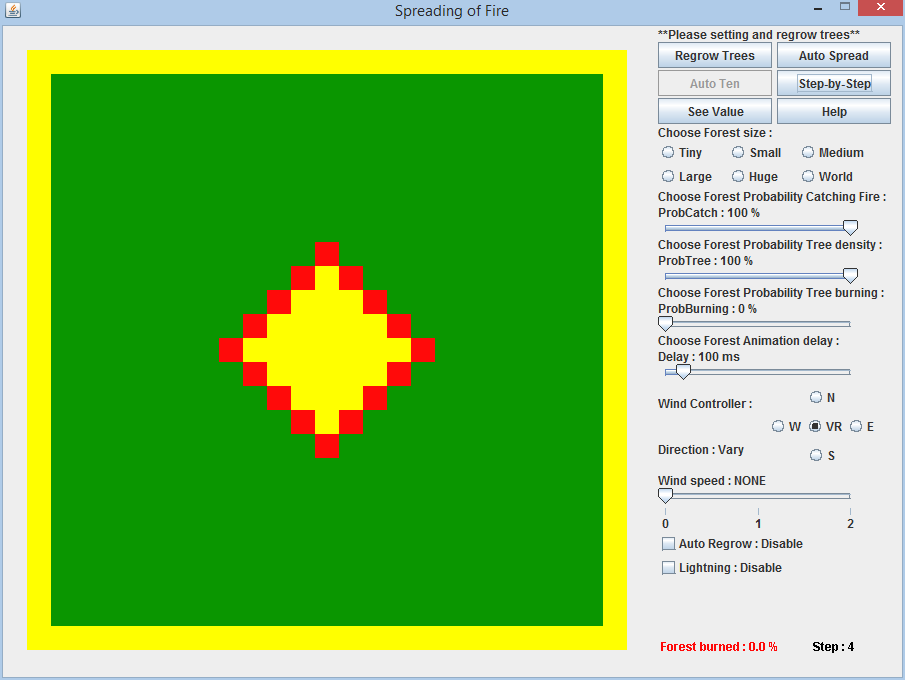 Spreading of Fire
**Please setting and regrow trees**
Regrow Trees Auto Spread
Auto Ten Step-by-Step
See Value Help
Choose Forest size :
Tiny Small Medium
Large Huge World
Choose Forest Probability Catching Fire :
ProbCatch : 100 %
Choose Forest Probability Tree density :
ProbTree : 100 %
Choose Forest Probability Tree burning :
ProbBurning : 0 %
Choose Forest Animation delay :
Delay : 100 ms
N
Wind Controller :
W VR E
Direction : Vary
S
Wind speed : NONE
0 1 2
Auto Regrow : Disable
Lightning : Disable
Forest burned : 0.0 % Step : 4